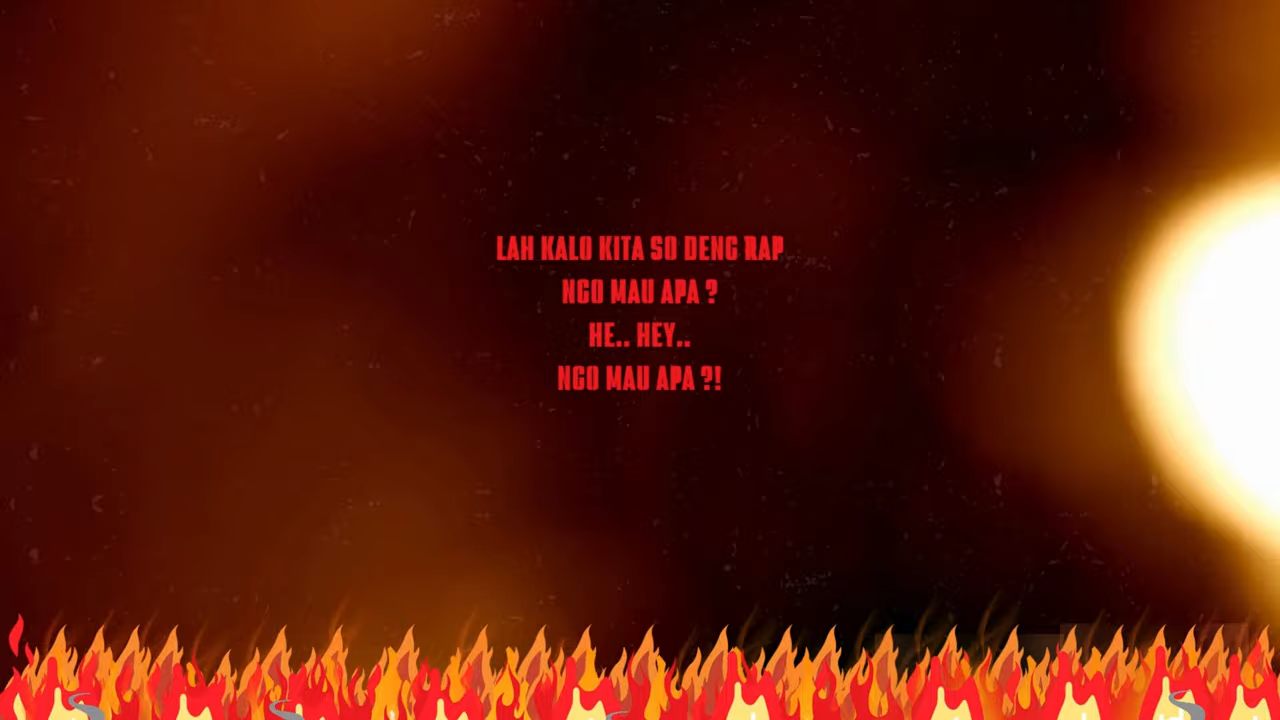 LAH KALO KITA SO DENG RAP
NGO MAU APA ?
HE.. HEY..
NGO MAU APA ?!